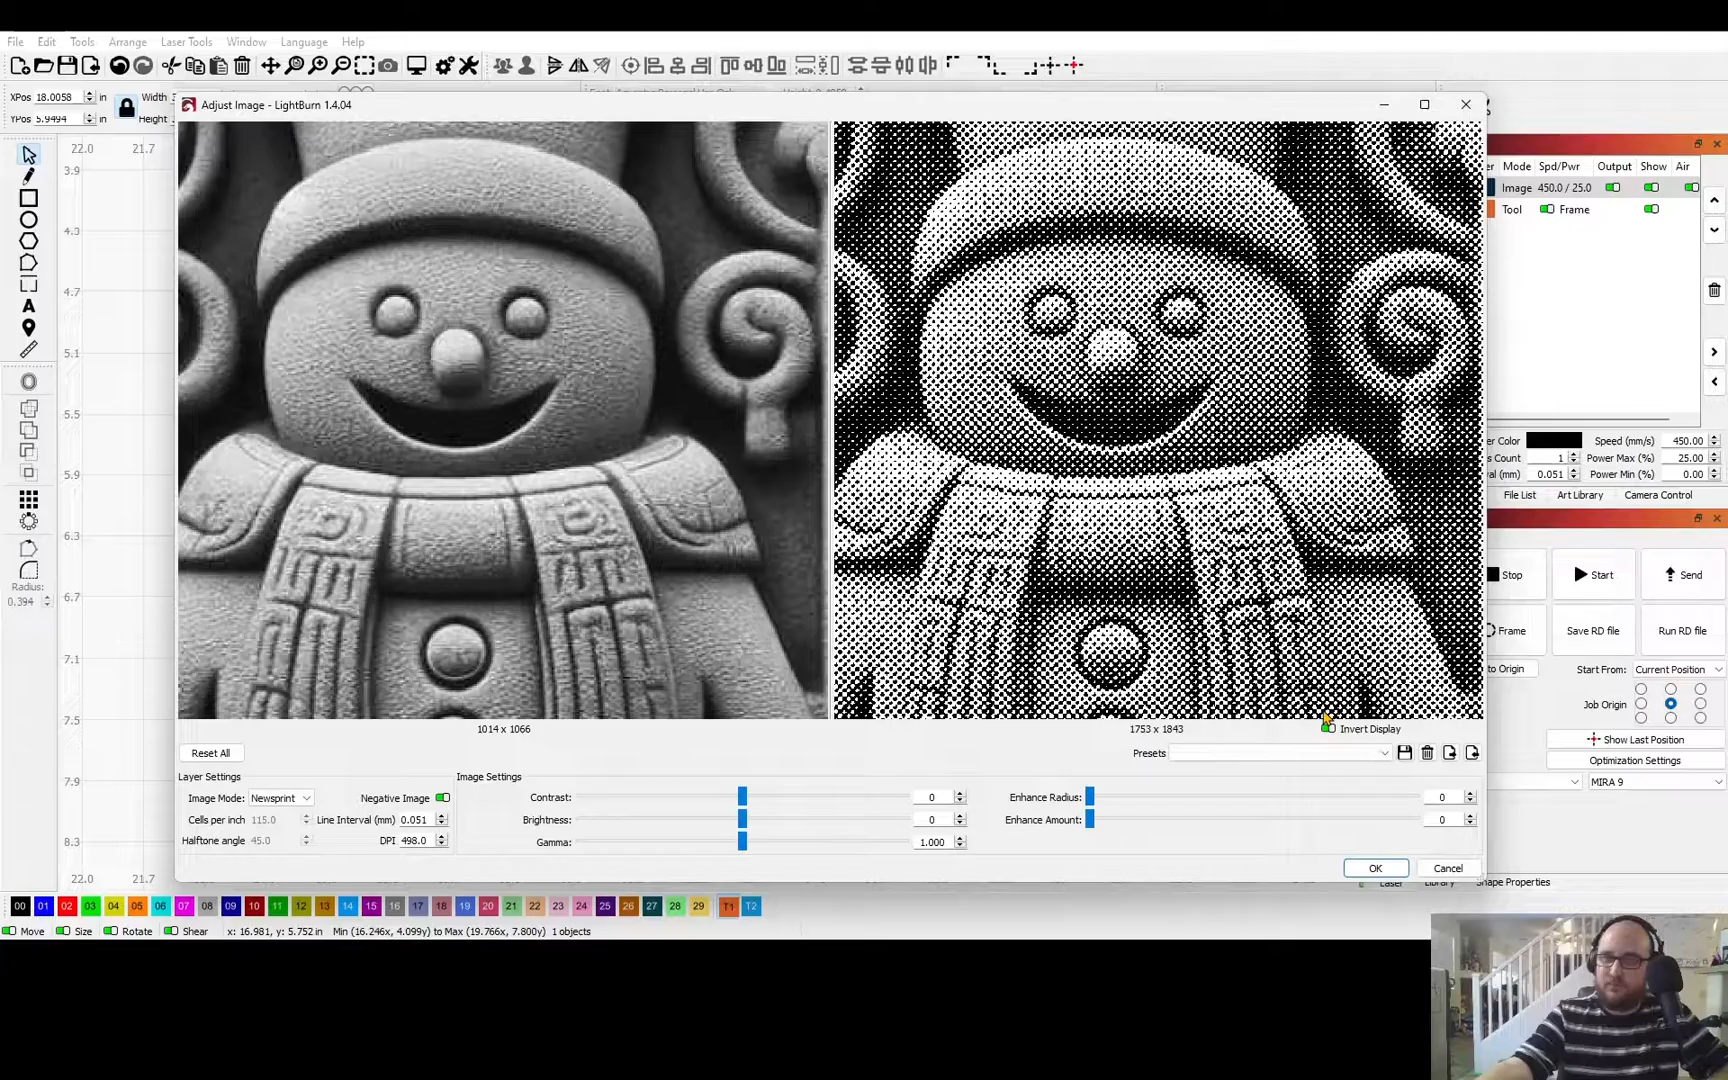 File Edit Tools Arrange Laser Tools Window Language Help
XPos 18.0058 in Width
YPos 5.9494 in Height
Adjust Image - LightBurn 1.4.04
22.0 21.7
3.9
4.3
4.7
5.1
5.5
5.9
6.3
6.7
7.1
7.5
7.9
8.3
22.0 21.7
Radius:
0.394
1014 x 1066
1753 x 1843
Invert Display
Reset All
Presets
Layer Settings
Image Mode: Newsprint Negative Image
Cells per inch 115.0 Line Interval (mm) 0.051
Halftone angle 45.0 DPI 498.0
Image Settings
Contrast: 0
Brightness: 0
Gamma: 1.000
Enhance Radius: 0
Enhance Amount: 0
OK Cancel
Mode Spd/Pwr Output Show Air
Image 450.0 / 25.0
Tool Frame
er Color Speed (mm/s) 450.00
s Count 1 Power Max (%) 25.00
val (mm) 0.051 Power Min (%) 0.00
File List Art Library Camera Control
Stop Start Send
Frame Save RD file Run RD file
to Origin Start From: Current Position
Job Origin
Show Last Position
Optimization Settings
MIRA 9
Laser Library Shape Properties
00 01 02 03 04 05 06 07 08 09 10 11 12 13 14 15 16 17 18 19 20 21 22 23 24 25 26 27 28 29 T1 T2
Move Size Rotate Shear x: 16.981, y: 5.752 in Min (16.246x, 4.099y) to Max (19.766x, 7.800y) 1 objects